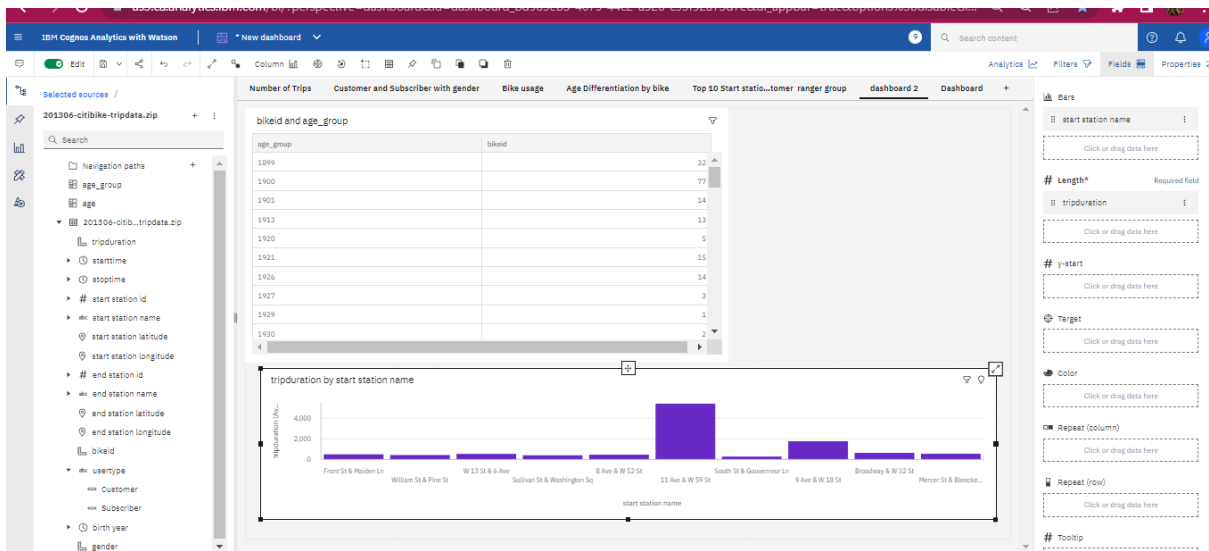 IBM Cognos Analytics with Watson
* New dashboard
9
Search content
Edit
Column
Analytics
Filters
Fields
Properties
Selected sources /
201306-citibike-tripdata.zip
Search
Navigation paths
age_group
age
201306-citib...tripdata.zip
tripduration
starttime
stoptime
# start station id
abc start station name
start station latitude
start station longitude
# end station id
abc end station name
end station latitude
end station longitude
bikeid
abc usertype
Customer
Subscriber
birth year
gender
Number of Trips
Customer and Subscriber with gender
Bike usage
Age Differentiation by bike
Top 10 Start statio...tomer ranger group
dashboard 2
Dashboard
+
bikeid and age_group
age_group bikeid
1899 32
1900 77
1901 14
1913 13
1920 5
1921 15
1926 14
1927 3
1929 1
1930 2
tripduration by start station name
tripduration (Av...
4,000
2,000
0
Front St & Maiden Ln
William St & Pine St
W 13 St & 6 Ave
Sullivan St & Washington Sq
8 Ave & W 52 St
11 Ave & W 59 St
South St & Gouverneur Ln
9 Ave & W 18 St
Broadway & W 32 St
Mercer St & Bleecke...
start station name
Bars
start station name
Click or drag data here
# Length* Required field
tripduration
Click or drag data here
# y-start
Click or drag data here
Target
Click or drag data here
Color
Click or drag data here
Repeat (column)
Click or drag data here
Repeat (row)
Click or drag data here
# Tooltip